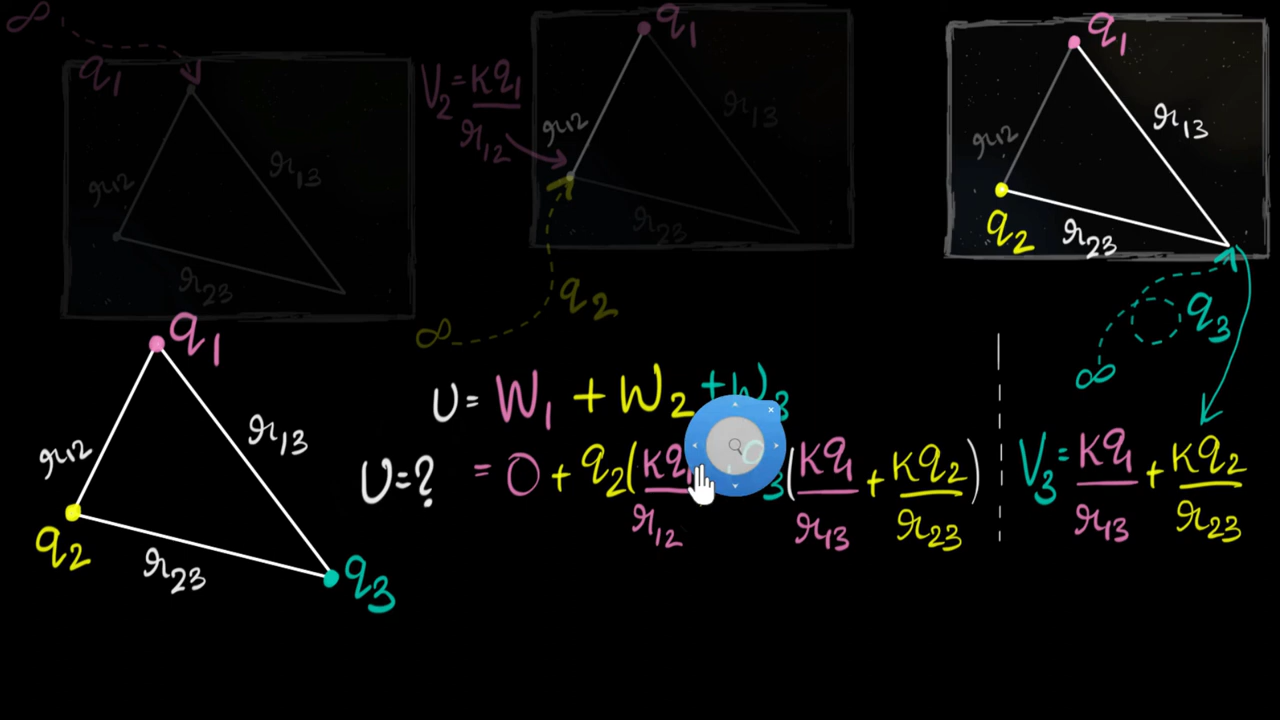 ∞
q1
r12
r13
r23
V2 = Kq1
r12
q1
r12
r13
r23
∞
q2
q1
r12
r13
q2
r23
q3
∞
q1
r12
r13
q2
r23
q3
U = W1 + W2 + W3
U = ? = 0 + q2(Kq1/r12 3(Kq1/r13 + Kq2/r23)
V3 = Kq1/r13 + Kq2/r23